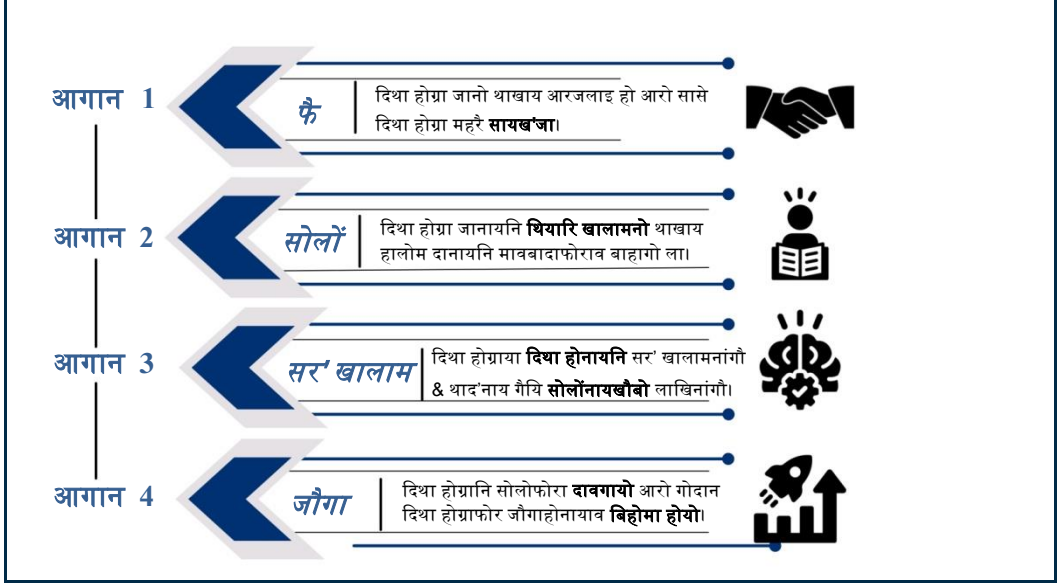 आगान 1
फै
दिथा होग्रा जानो थाखाय आरजलाइ हो आरो सासे
दिथा होग्रा महरै सायख'जा।
आगान 2
सोलों
दिथा होग्रा जानायनि थियारि खालामनो थाखाय
हालोम दानायनि मावबादाफोराव बाहागो ला।
आगान 3
सर' खालाम
दिथा होग्राया दिथा होनायनि सर' खालामनांगौ
& थाद'नाय गैयि सोलोंनायखौबो लाखिनांगौ।
आगान 4
जौगा
दिथा होग्रानि सोलोफोरा दावगायो आरो गोदान
दिथा होग्राफोर जौगाहोनायाव बिहोमा होयो।